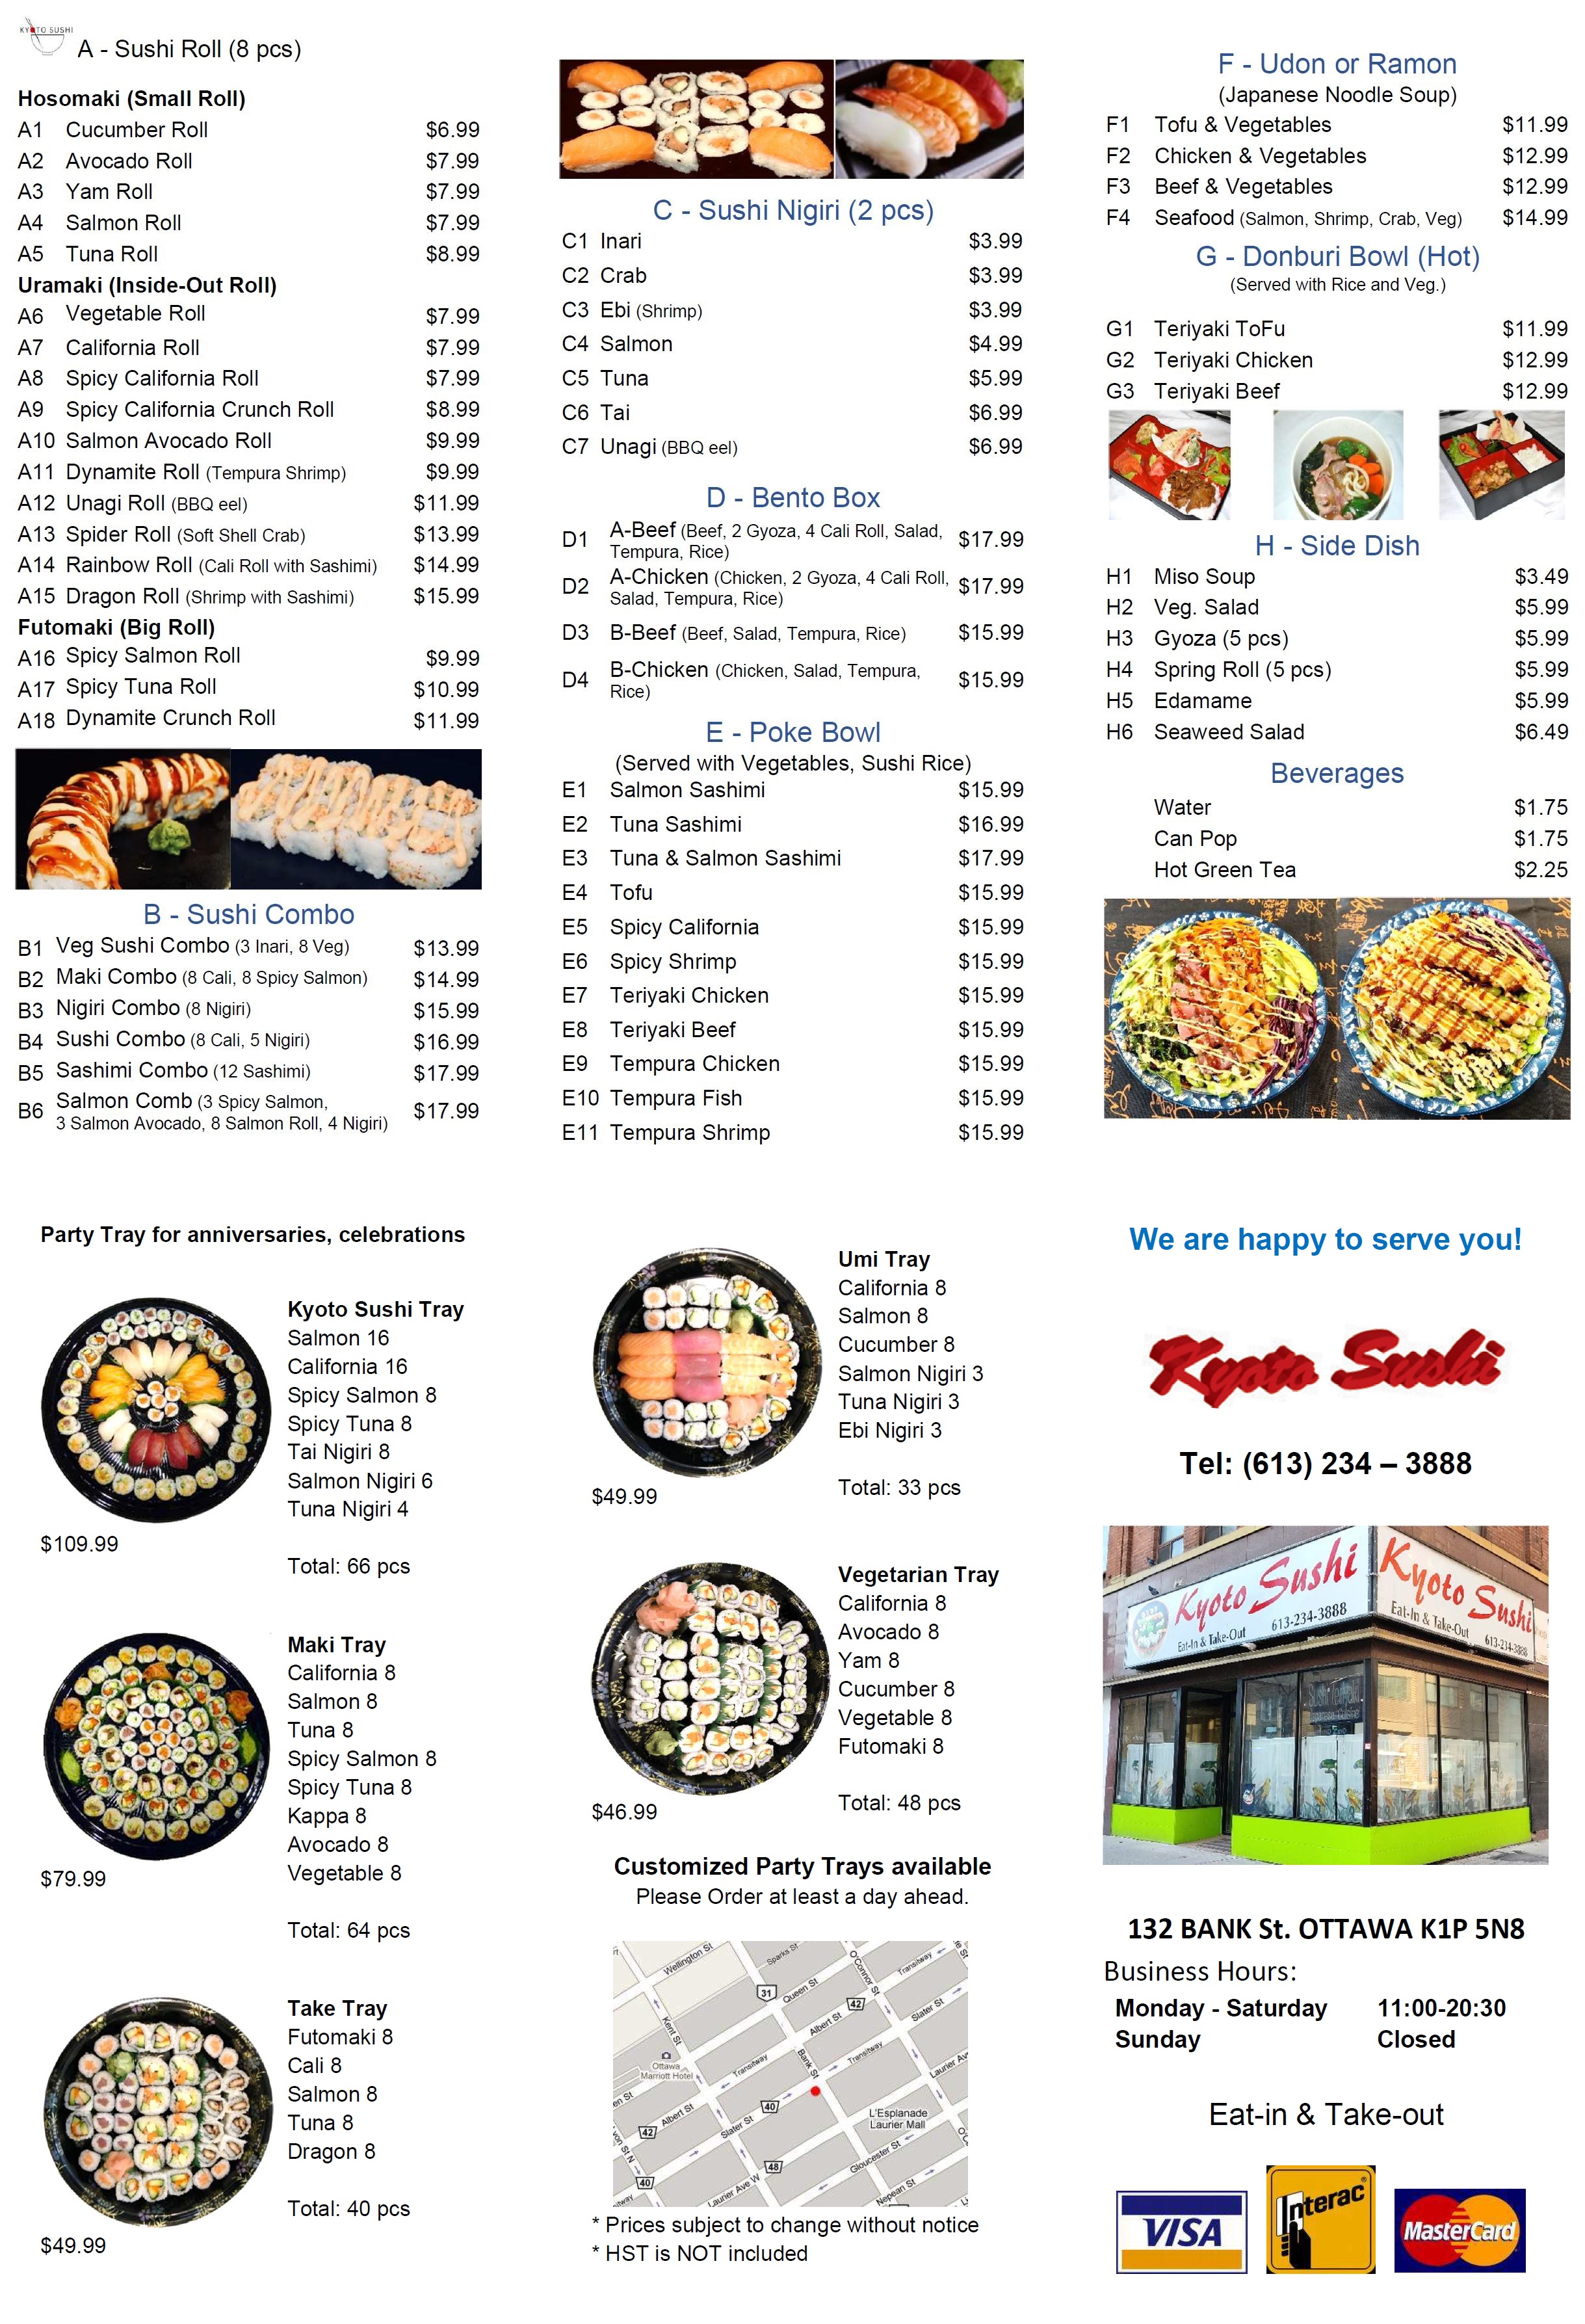 KYOTO SUSHI
A - Sushi Roll (8 pcs)
Hosomaki (Small Roll)
A1 Cucumber Roll $6.99
A2 Avocado Roll $7.99
A3 Yam Roll $7.99
A4 Salmon Roll $7.99
A5 Tuna Roll $8.99
Uramaki (Inside-Out Roll)
A6 Vegetable Roll $7.99
A7 California Roll $7.99
A8 Spicy California Roll $7.99
A9 Spicy California Crunch Roll $8.99
A10 Salmon Avocado Roll $9.99
A11 Dynamite Roll (Tempura Shrimp) $9.99
A12 Unagi Roll (BBQ eel) $11.99
A13 Spider Roll (Soft Shell Crab) $13.99
A14 Rainbow Roll (Cali Roll with Sashimi) $14.99
A15 Dragon Roll (Shrimp with Sashimi) $15.99
Futomaki (Big Roll)
A16 Spicy Salmon Roll $9.99
A17 Spicy Tuna Roll $10.99
A18 Dynamite Crunch Roll $11.99
B - Sushi Combo
B1 Veg Sushi Combo (3 Inari, 8 Veg) $13.99
B2 Maki Combo (8 Cali, 8 Spicy Salmon) $14.99
B3 Nigiri Combo (8 Nigiri) $15.99
B4 Sushi Combo (8 Cali, 5 Nigiri) $16.99
B5 Sashimi Combo (12 Sashimi) $17.99
B6 Salmon Comb (3 Spicy Salmon,
3 Salmon Avocado, 8 Salmon Roll, 4 Nigiri) $17.99
C - Sushi Nigiri (2 pcs)
C1 Inari $3.99
C2 Crab $3.99
C3 Ebi (Shrimp) $3.99
C4 Salmon $4.99
C5 Tuna $5.99
C6 Tai $6.99
C7 Unagi (BBQ eel) $6.99
D - Bento Box
D1 A-Beef (Beef, 2 Gyoza, 4 Cali Roll, Salad,
Tempura, Rice) $17.99
D2 A-Chicken (Chicken, 2 Gyoza, 4 Cali Roll,
Salad, Tempura, Rice) $17.99
D3 B-Beef (Beef, Salad, Tempura, Rice) $15.99
D4 B-Chicken (Chicken, Salad, Tempura,
Rice) $15.99
E - Poke Bowl
(Served with Vegetables, Sushi Rice)
E1 Salmon Sashimi $15.99
E2 Tuna Sashimi $16.99
E3 Tuna & Salmon Sashimi $17.99
E4 Tofu $15.99
E5 Spicy California $15.99
E6 Spicy Shrimp $15.99
E7 Teriyaki Chicken $15.99
E8 Teriyaki Beef $15.99
E9 Tempura Chicken $15.99
E10 Tempura Fish $15.99
E11 Tempura Shrimp $15.99
F - Udon or Ramon
(Japanese Noodle Soup)
F1 Tofu & Vegetables $11.99
F2 Chicken & Vegetables $12.99
F3 Beef & Vegetables $12.99
F4 Seafood (Salmon, Shrimp, Crab, Veg) $14.99
G - Donburi Bowl (Hot)
(Served with Rice and Veg.)
G1 Teriyaki ToFu $11.99
G2 Teriyaki Chicken $12.99
G3 Teriyaki Beef $12.99
H - Side Dish
H1 Miso Soup $3.49
H2 Veg. Salad $5.99
H3 Gyoza (5 pcs) $5.99
H4 Spring Roll (5 pcs) $5.99
H5 Edamame $5.99
H6 Seaweed Salad $6.49
Beverages
Water $1.75
Can Pop $1.75
Hot Green Tea $2.25
Party Tray for anniversaries, celebrations
Kyoto Sushi Tray
Salmon 16
California 16
Spicy Salmon 8
Spicy Tuna 8
Tai Nigiri 8
Salmon Nigiri 6
Tuna Nigiri 4
$109.99
Total: 66 pcs
Maki Tray
California 8
Salmon 8
Tuna 8
Spicy Salmon 8
Spicy Tuna 8
Kappa 8
Avocado 8
Vegetable 8
$79.99
Total: 64 pcs
Take Tray
Futomaki 8
Cali 8
Salmon 8
Tuna 8
Dragon 8
Total: 40 pcs
$49.99
Umi Tray
California 8
Salmon 8
Cucumber 8
Salmon Nigiri 3
Tuna Nigiri 3
Ebi Nigiri 3
Total: 33 pcs
$49.99
Vegetarian Tray
California 8
Avocado 8
Yam 8
Cucumber 8
Vegetable 8
Futomaki 8
Total: 48 pcs
$46.99
Customized Party Trays available
Please Order at least a day ahead.
Wellington St
Sparks St
O'Connor St
Transitway
31
Queen St
42
Slater St
Albert St
Kent St
Bank St
Transitway
Laurier Av
Ottawa
Marriott Hotel
Transitway
en St
Albert St
40
Slater St
L'Esplanade
Laurier Mall
42
48
Gloucester St
40
Laurier Ave W
Nepean St
* Prices subject to change without notice
* HST is NOT included
We are happy to serve you!
Kyoto Sushi
Tel: (613) 234 – 3888
Kyoto Sushi
Eat-In & Take-Out 613-234-3888
Kyoto Sushi
Eat-In & Take-Out 613-234-3888
132 BANK St. OTTAWA K1P 5N8
Business Hours:
Monday - Saturday 11:00-20:30
Sunday Closed
Eat-in & Take-out
VISA
Interac
MasterCard